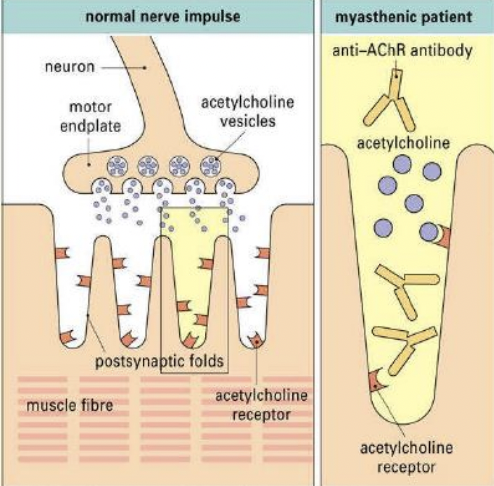 normal nerve impulse
neuron
motor
endplate
acetylcholine
vesicles
postsynaptic folds
muscle fibre
acetylcholine
receptor
myasthenic patient
anti–AChR antibody
acetylcholine
acetylcholine
receptor